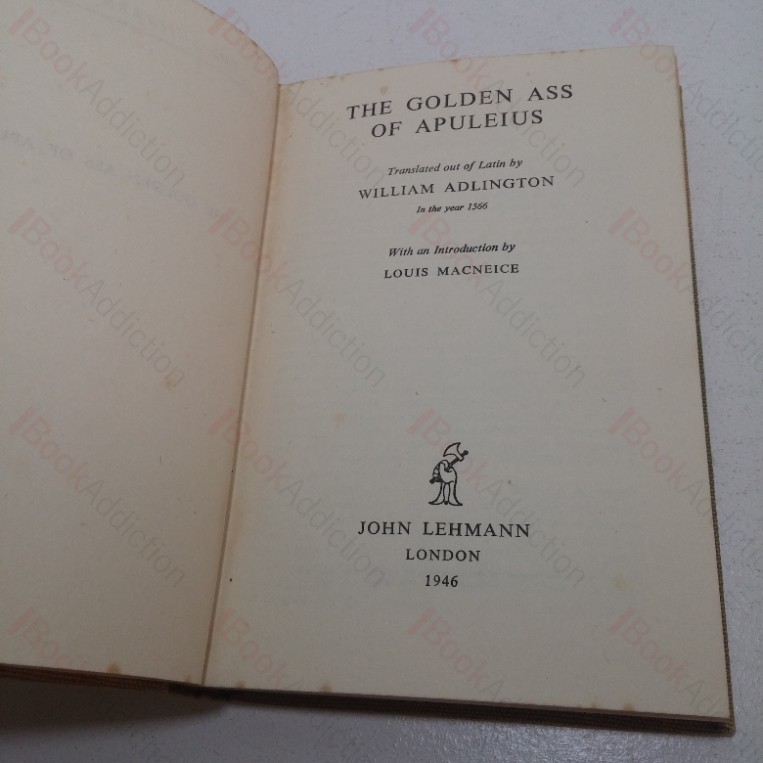 THE GOLDEN ASS
OF APULEIUS
Translated out of Latin by
WILLIAM ADLINGTON
In the year 1566
With an Introduction by
LOUIS MACNEICE
JOHN LEHMANN
LONDON
1946
BookAddiction